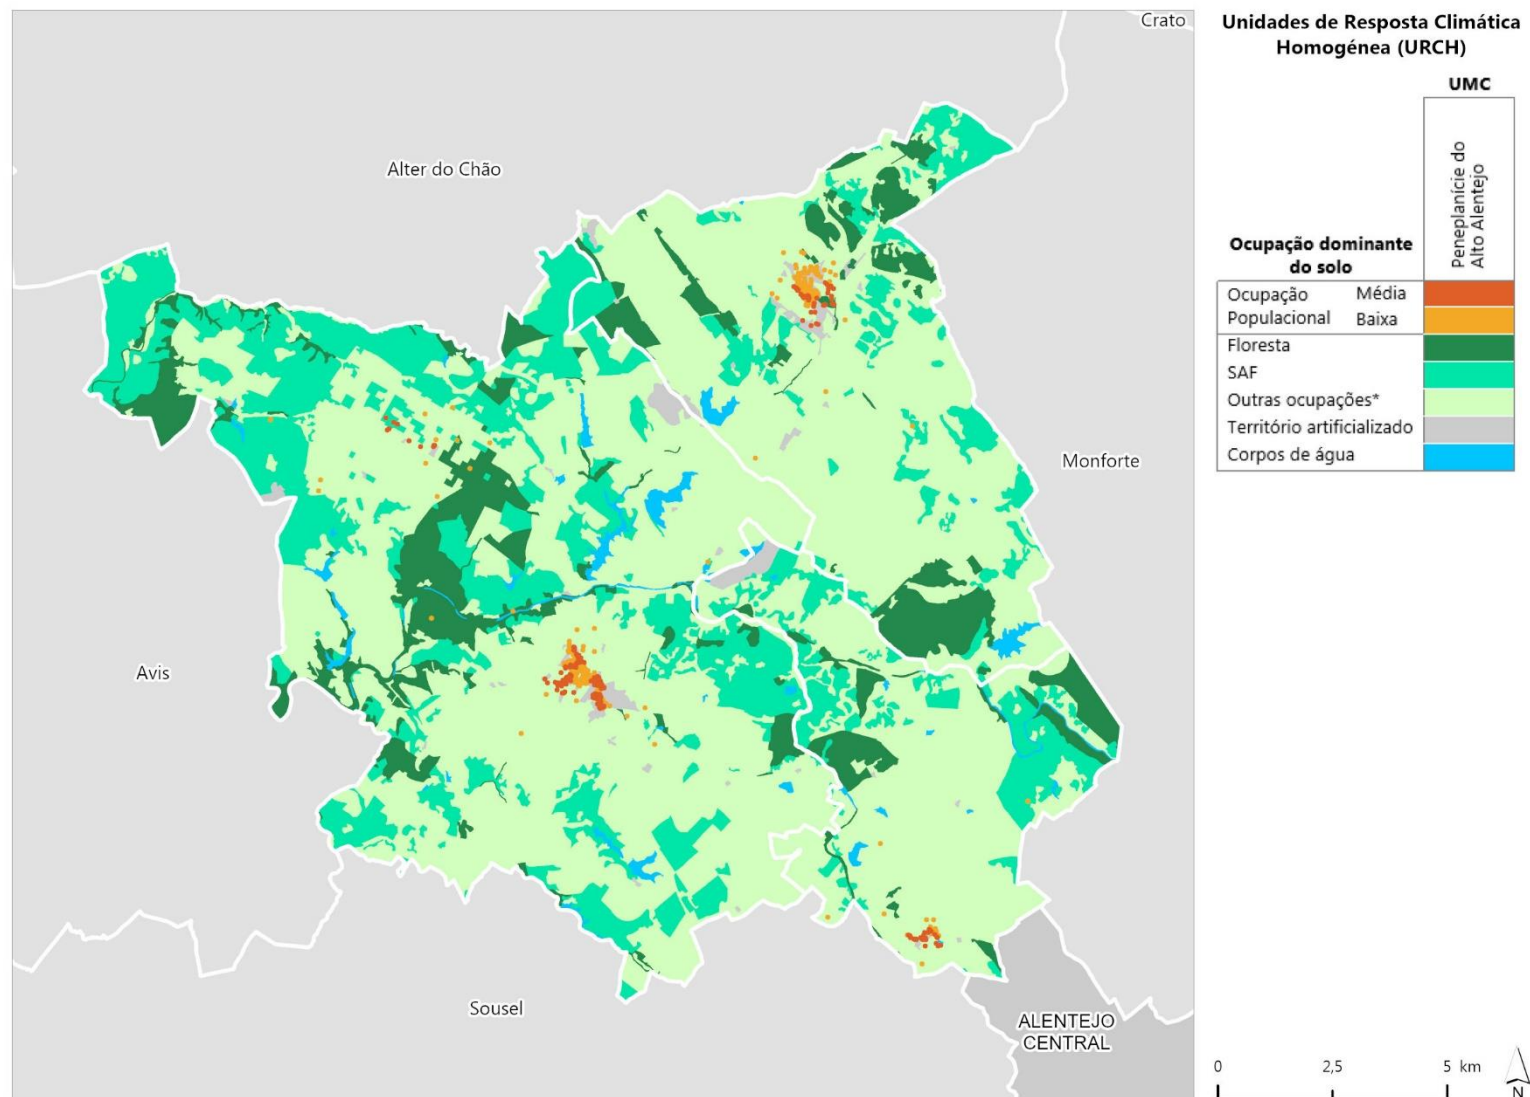 Crato
Alter do Chão
Monforte
Avis
Sousel
ALENTEJO
CENTRAL
Unidades de Resposta Climática
Homogénea (URCH)
UMC
Peneplanície do
Alto Alentejo
Ocupação dominante
do solo
Ocupação Média
Populacional Baixa
Floresta
SAF
Outras ocupações*
Território artificializado
Corpos de água
0 2,5 5 km
N